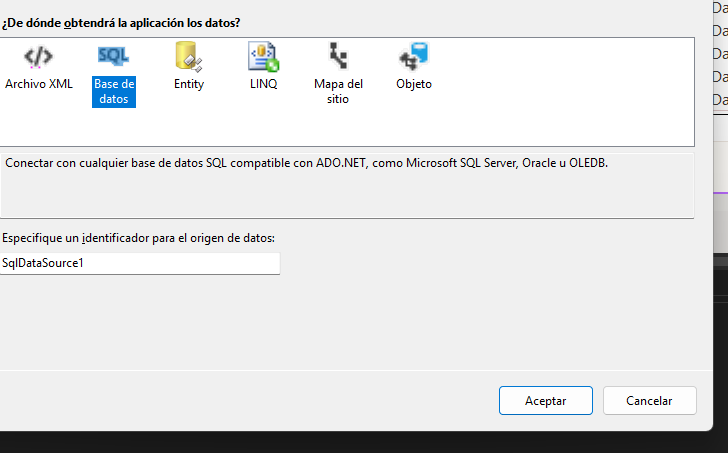 ¿De dónde obtendrá la aplicación los datos?
SQL
Archivo XML
Base de
datos
Entity
LINQ
Mapa del
sitio
Objeto
Conectar con cualquier base de datos SQL compatible con ADO.NET, como Microsoft SQL Server, Oracle u OLEDB.
Especifique un identificador para el origen de datos:
SqlDataSource1
Aceptar
Cancelar
Da
Da
Da
Da
Da